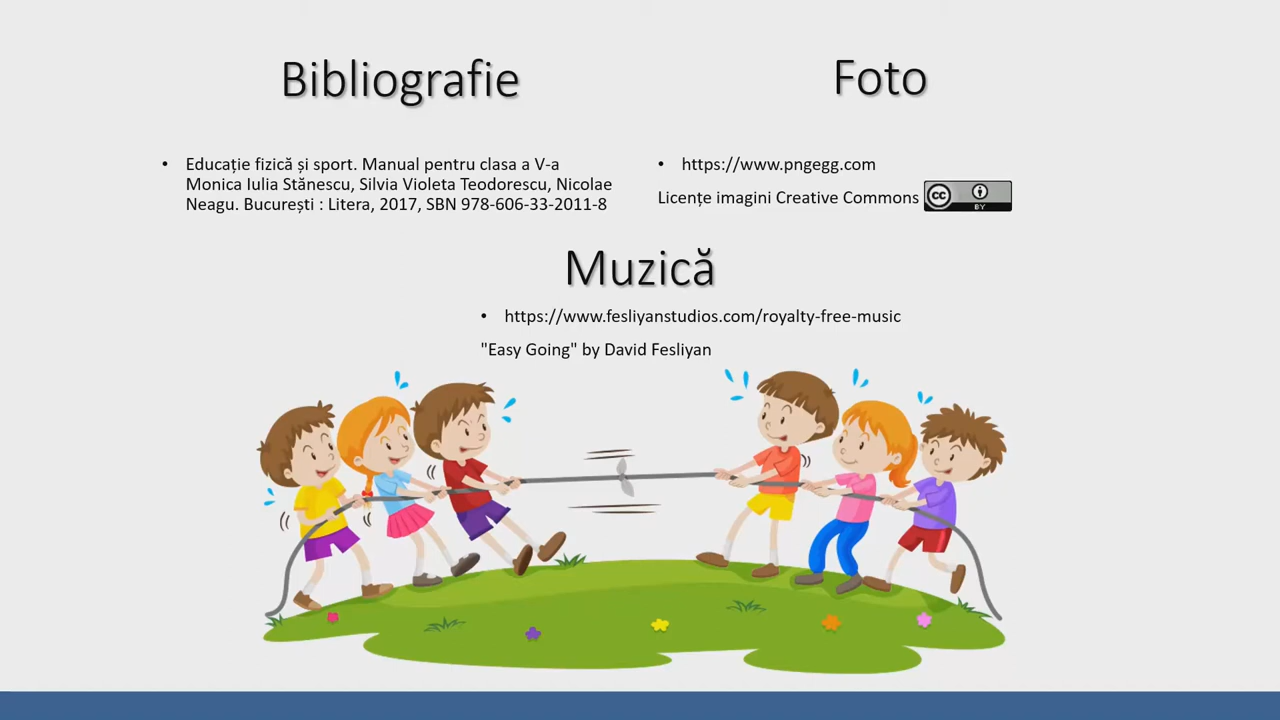 Bibliografie
• Educație fizică și sport. Manual pentru clasa a V-a
Monica Iulia Stănescu, Silvia Violeta Teodorescu, Nicolae
Neagu. București : Litera, 2017, SBN 978-606-33-2011-8
Foto
• https://www.pngegg.com
Licențe imagini Creative Commons
cc BY
Muzică
• https://www.fesliyanstudios.com/royalty-free-music
"Easy Going" by David Fesliyan